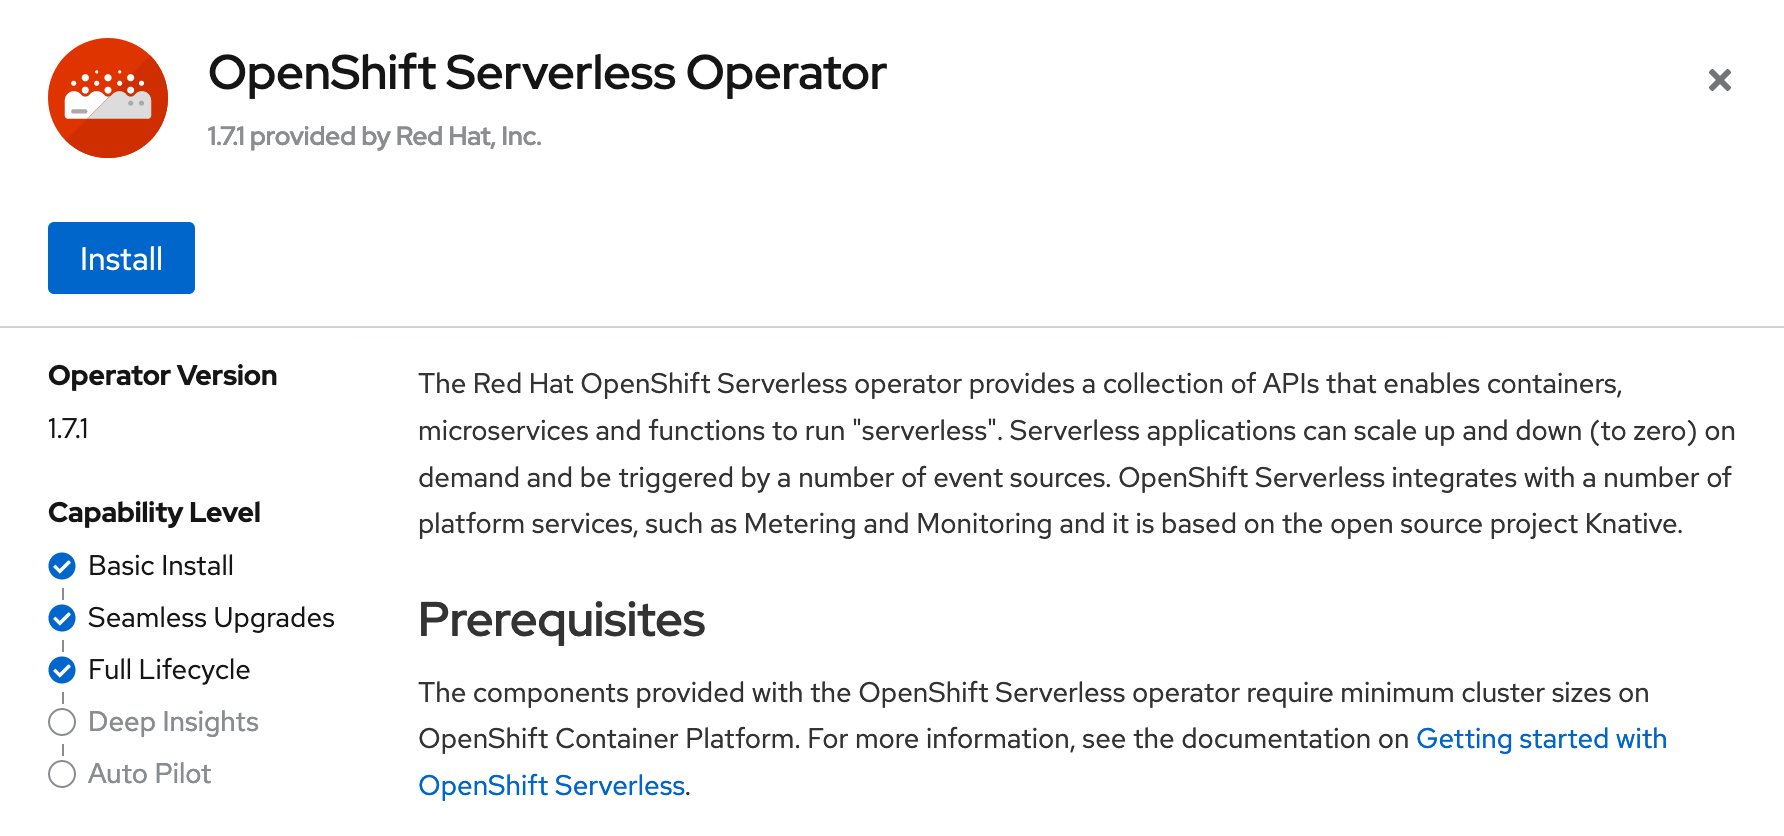 OpenShift Serverless Operator
1.7.1 provided by Red Hat, Inc.
Install
Operator Version
1.7.1
Capability Level
Basic Install
Seamless Upgrades
Full Lifecycle
Deep Insights
Auto Pilot
The Red Hat OpenShift Serverless operator provides a collection of APIs that enables containers,
microservices and functions to run "serverless". Serverless applications can scale up and down (to zero) on
demand and be triggered by a number of event sources. OpenShift Serverless integrates with a number of
platform services, such as Metering and Monitoring and it is based on the open source project Knative.
Prerequisites
The components provided with the OpenShift Serverless operator require minimum cluster sizes on
OpenShift Container Platform. For more information, see the documentation on Getting started with
OpenShift Serverless.